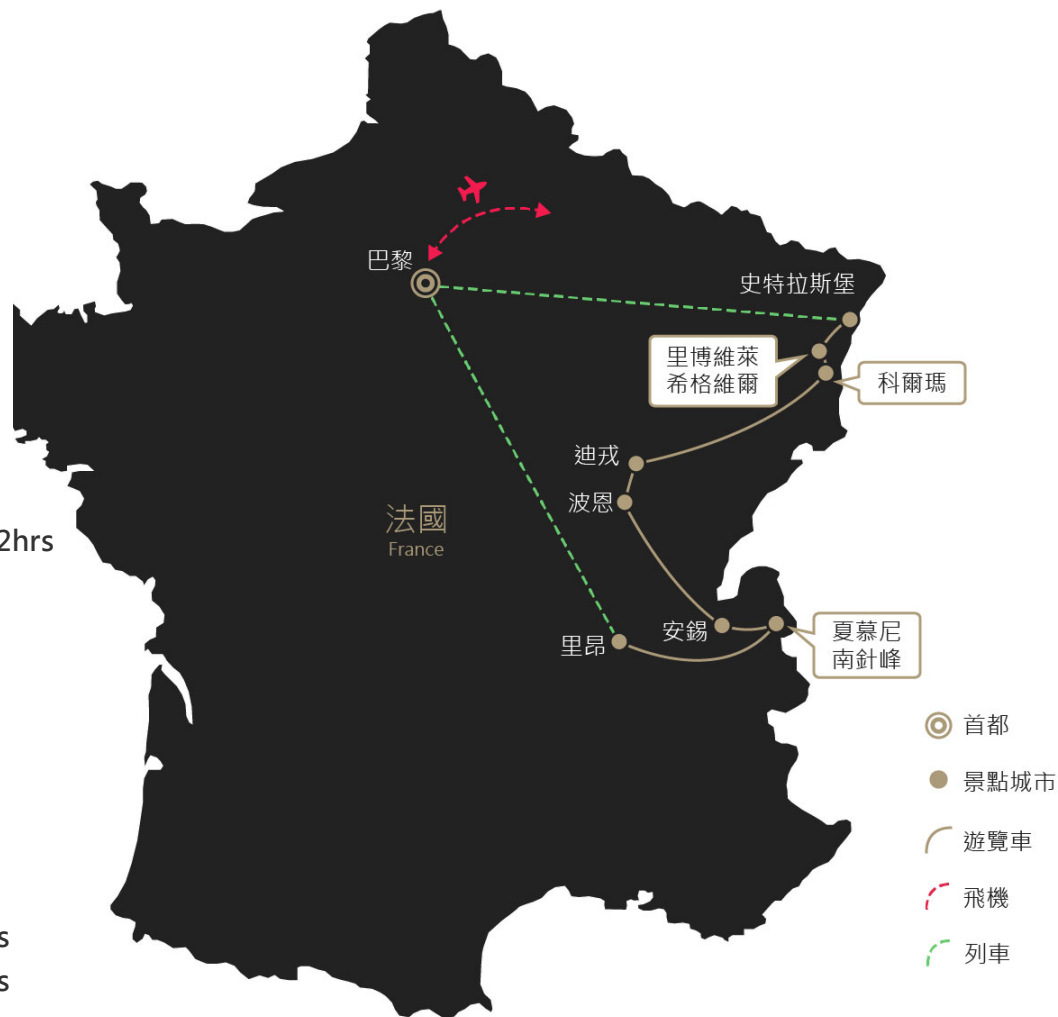 巴黎
史特拉斯堡
里博維萊
希格維爾
科爾瑪
迪戎
波恩
法國
France
2hrs
安錫
里昂
夏慕尼
南針峰
首都
景點城市
遊覽車
飛機
列車
s
s